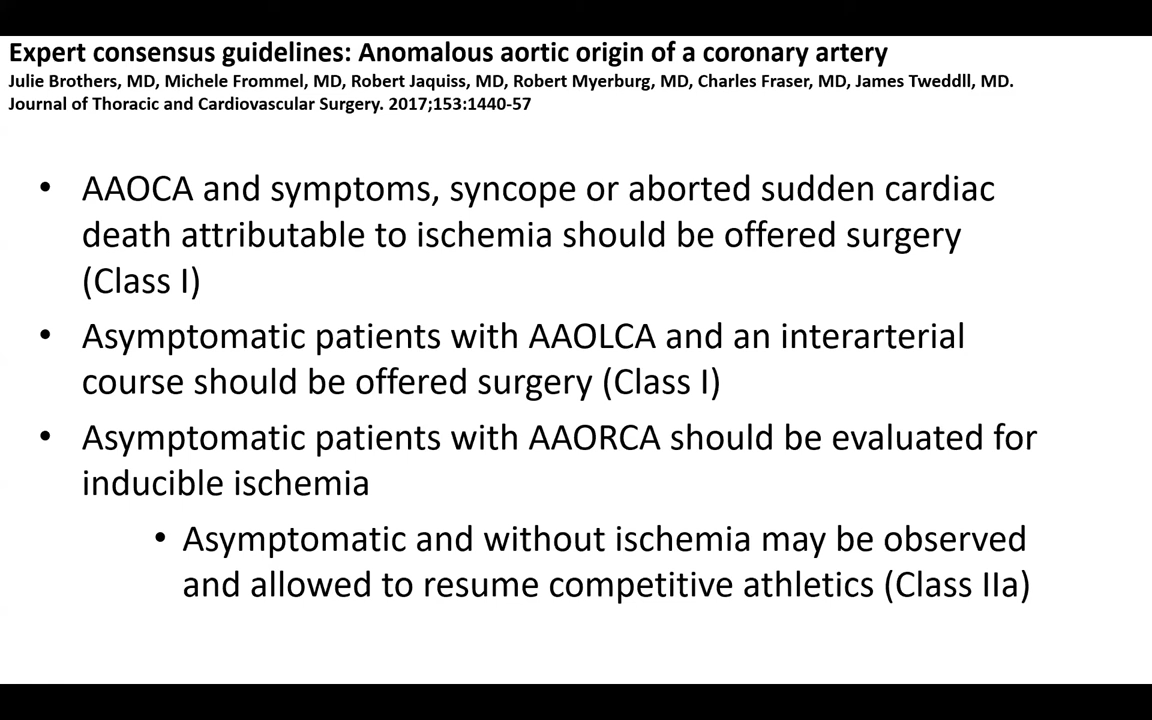 Expert consensus guidelines: Anomalous aortic origin of a coronary artery
Julie Brothers, MD, Michele Frommel, MD, Robert Jaquiss, MD, Robert Myerburg, MD, Charles Fraser, MD, James Tweddll, MD.
Journal of Thoracic and Cardiovascular Surgery. 2017;153:1440-57
• AAOCA and symptoms, syncope or aborted sudden cardiac
death attributable to ischemia should be offered surgery
(Class I)
• Asymptomatic patients with AAOLCA and an interarterial
course should be offered surgery (Class I)
• Asymptomatic patients with AAORCA should be evaluated for
inducible ischemia
• Asymptomatic and without ischemia may be observed
and allowed to resume competitive athletics (Class IIa)